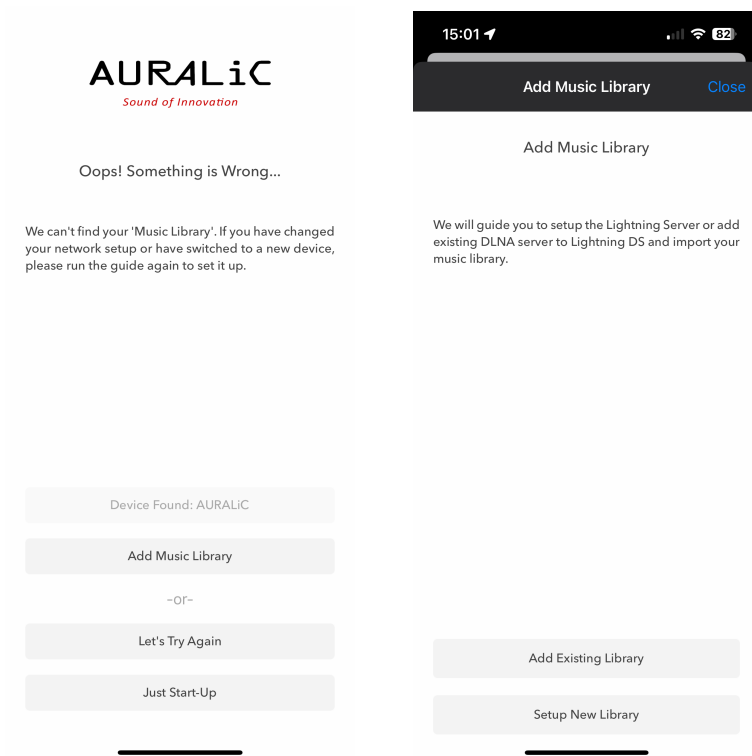 AURALiC
Sound of Innovation
Oops! Something is Wrong...
We can't find your 'Music Library'. If you have changed
your network setup or have switched to a new device,
please run the guide again to set it up.
Device Found: AURALiC
Add Music Library
-or-
Let's Try Again
Just Start-Up
15:01
82
Add Music Library
Close
Add Music Library
We will guide you to setup the Lightning Server or add
existing DLNA server to Lightning DS and import your
music library.
Add Existing Library
Setup New Library